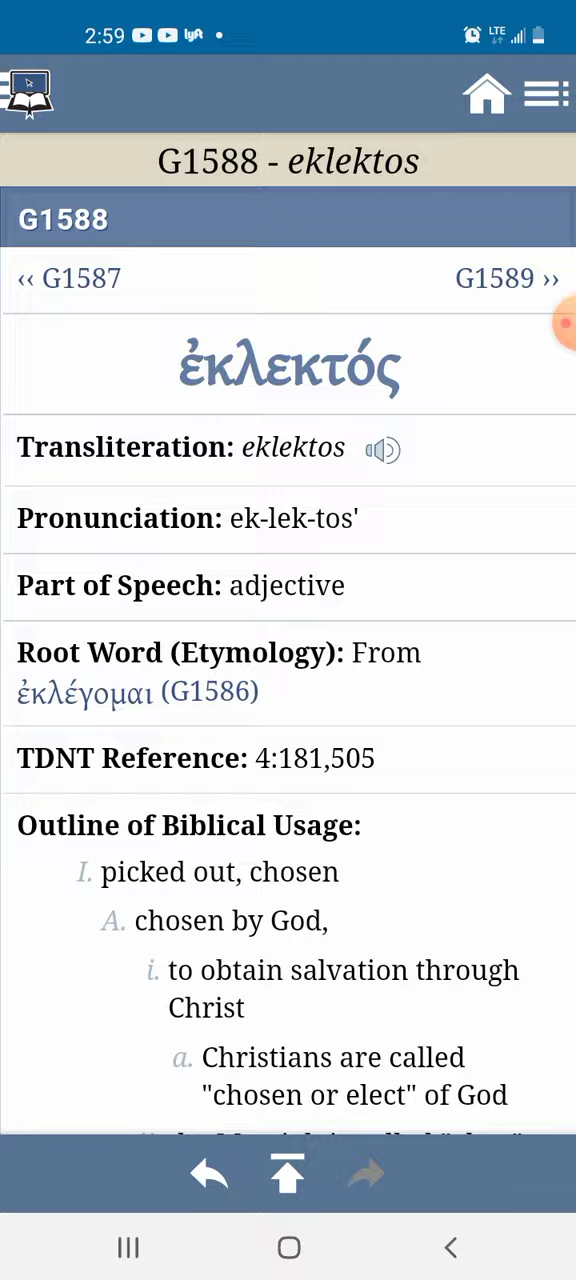 2:59 lyft LTE
G1588 - eklektos
G1588
‹‹ G1587 G1589 ››
ἐκλεκτός
Transliteration: eklektos
Pronunciation: ek-lek-tos'
Part of Speech: adjective
Root Word (Etymology): From
ἐκλέγομαι (G1586)
TDNT Reference: 4:181,505
Outline of Biblical Usage:
I. picked out, chosen
A. chosen by God,
i. to obtain salvation through
Christ
a. Christians are called
"chosen or elect" of God